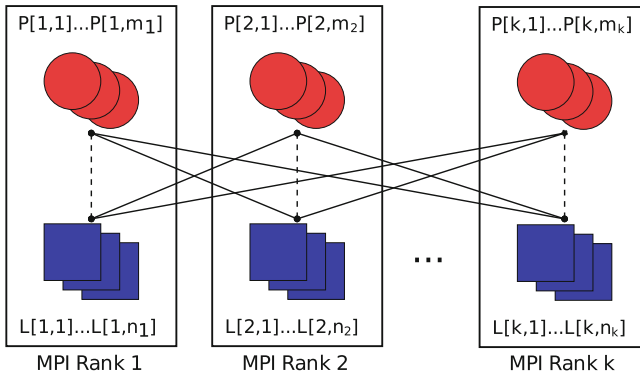 P[1,1]...P[1,m1]
P[2,1]...P[2,m2]
P[k,1]...P[k,mk]
...
L[1,1]...L[1,n1]
L[2,1]...L[2,n2]
L[k,1]...L[k,nk]
MPI Rank 1
MPI Rank 2
MPI Rank k